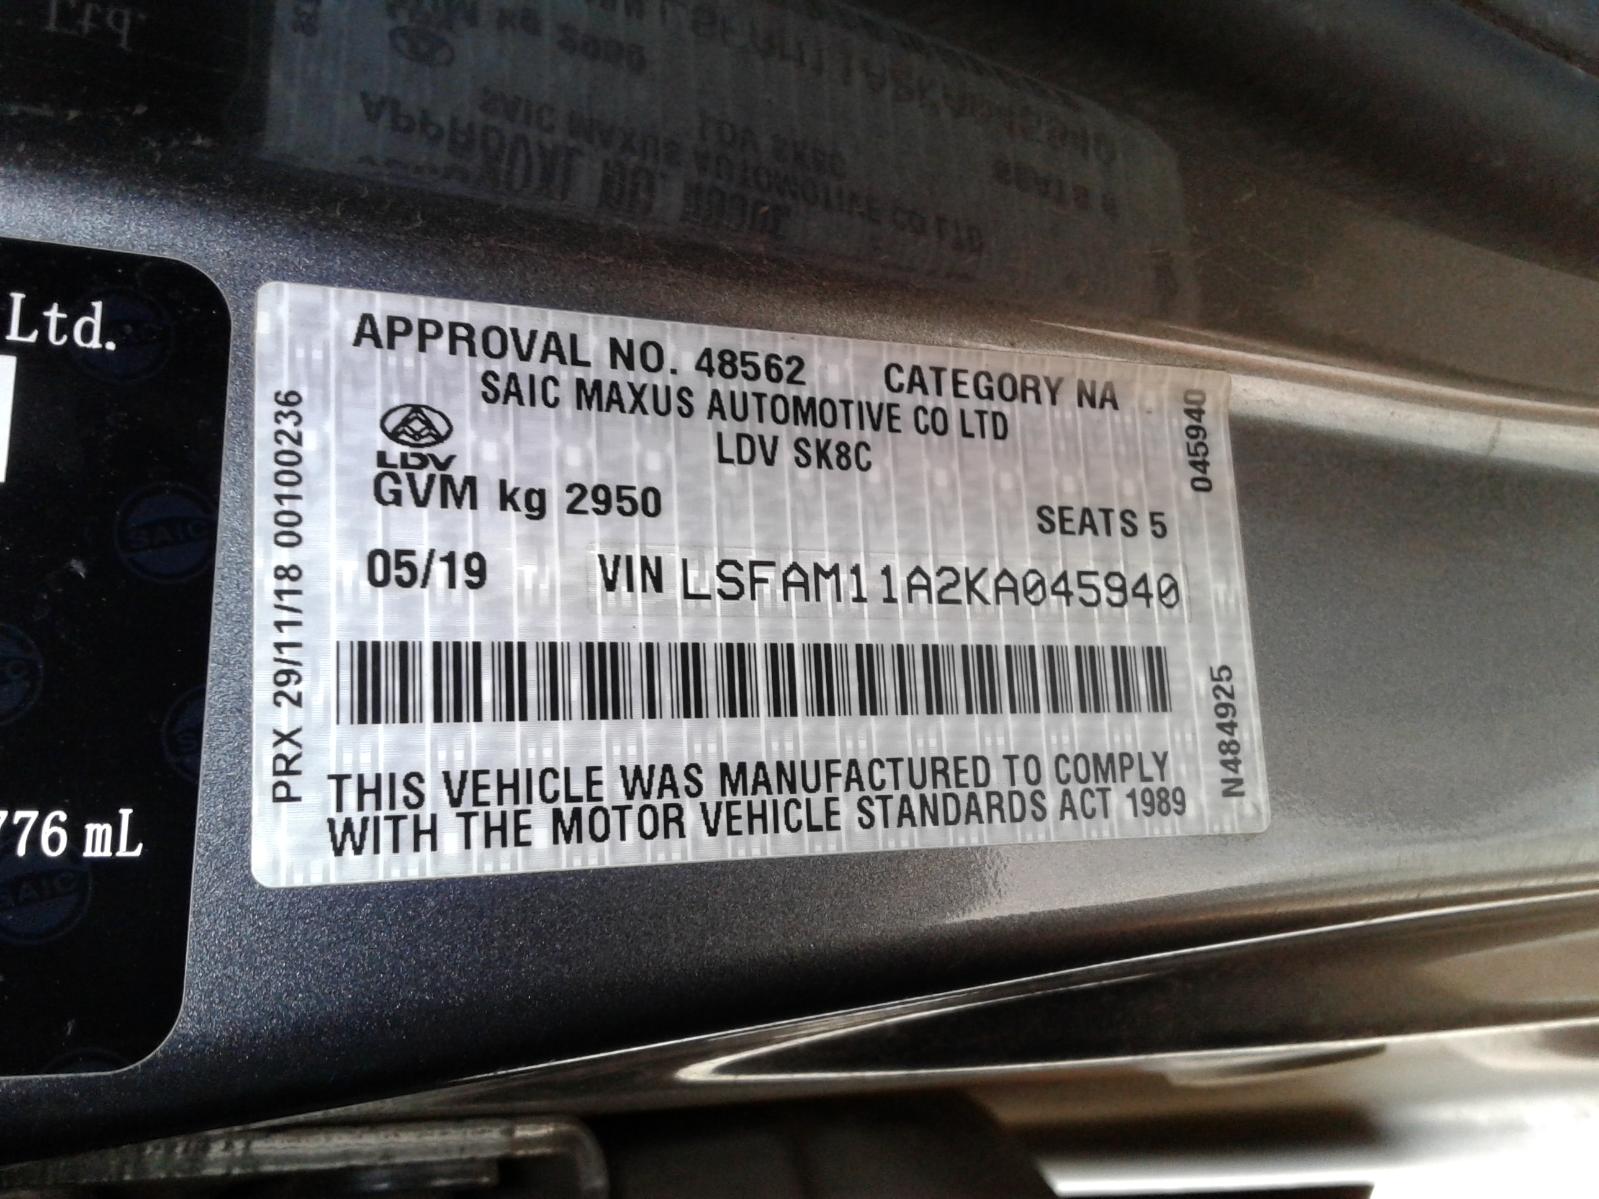 Ltd.
776 mL
SAIC
APPROVAL NO. 48562 CATEGORY NA
SAIC MAXUS AUTOMOTIVE CO LTD
LDV
LDV SK8C
GVM kg 2950
SEATS 5
05/19 VIN LSFAM11A2KA045940
THIS VEHICLE WAS MANUFACTURED TO COMPLY
WITH THE MOTOR VEHICLE STANDARDS ACT 1989
PRX 29/11/18 001000236
045940
N484925